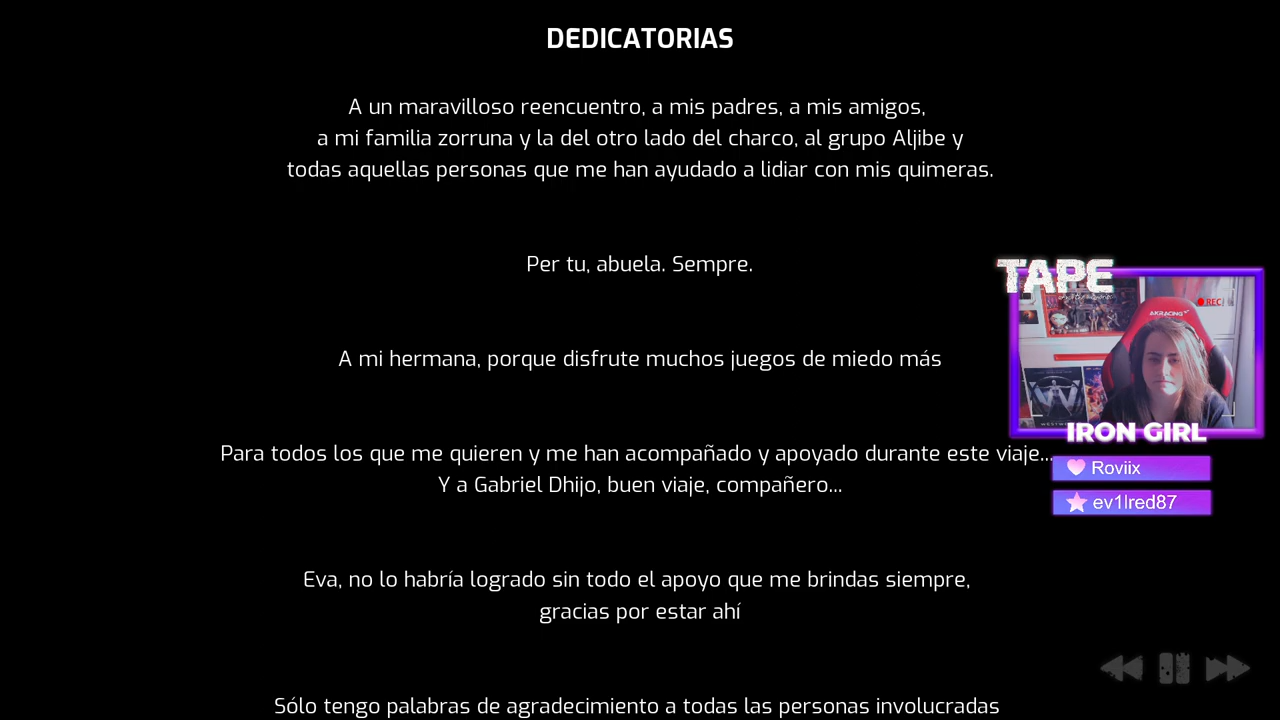 DEDICATORIAS
A un maravilloso reencuentro, a mis padres, a mis amigos,
a mi familia zorruna y la del otro lado del charco, al grupo Aljibe y
todas aquellas personas que me han ayudado a lidiar con mis quimeras.
Per tu, abuela. Sempre.
A mi hermana, porque disfrute muchos juegos de miedo más
Para todos los que me quieren y me han acompañado y apoyado durante este viaje...
Y a Gabriel Dhijo, buen viaje, compañero...
Eva, no lo habría logrado sin todo el apoyo que me brindas siempre,
gracias por estar ahí
Sólo tengo palabras de agradecimiento a todas las personas involucradas
TAPE
REC
AKRACING
IRON GIRL
Roviix
ev1lred87